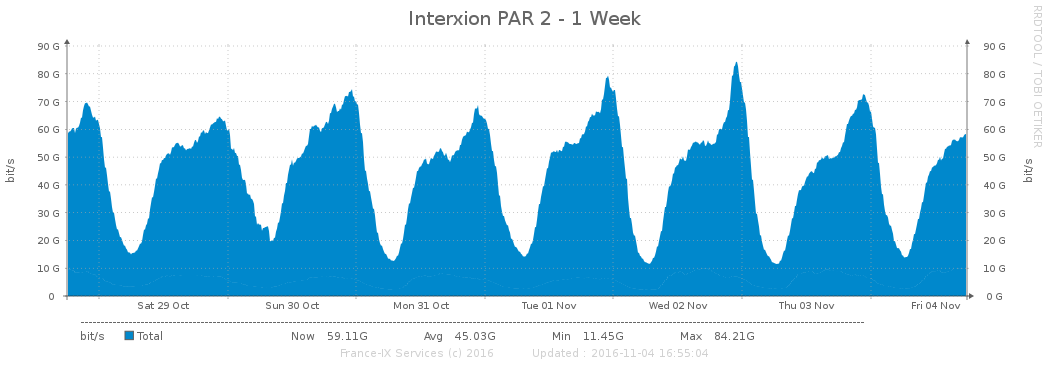 Interxion PAR 2 - 1 Week
RRDTOOL / TOBI OETIKER
90 G 90 G
80 G 80 G
70 G 70 G
60 G 60 G
50 G 50 G
40 G 40 G
30 G 30 G
20 G 20 G
10 G 10 G
0 0 G
bit/s bit/s
Sat 29 Oct Sun 30 Oct Mon 31 Oct Tue 01 Nov Wed 02 Nov Thu 03 Nov Fri 04 Nov
bit/s Total Now 59.11G Avg 45.03G Min 11.45G Max 84.21G
France-IX Services (c) 2016 Updated : 2016-11-04 16:55:04